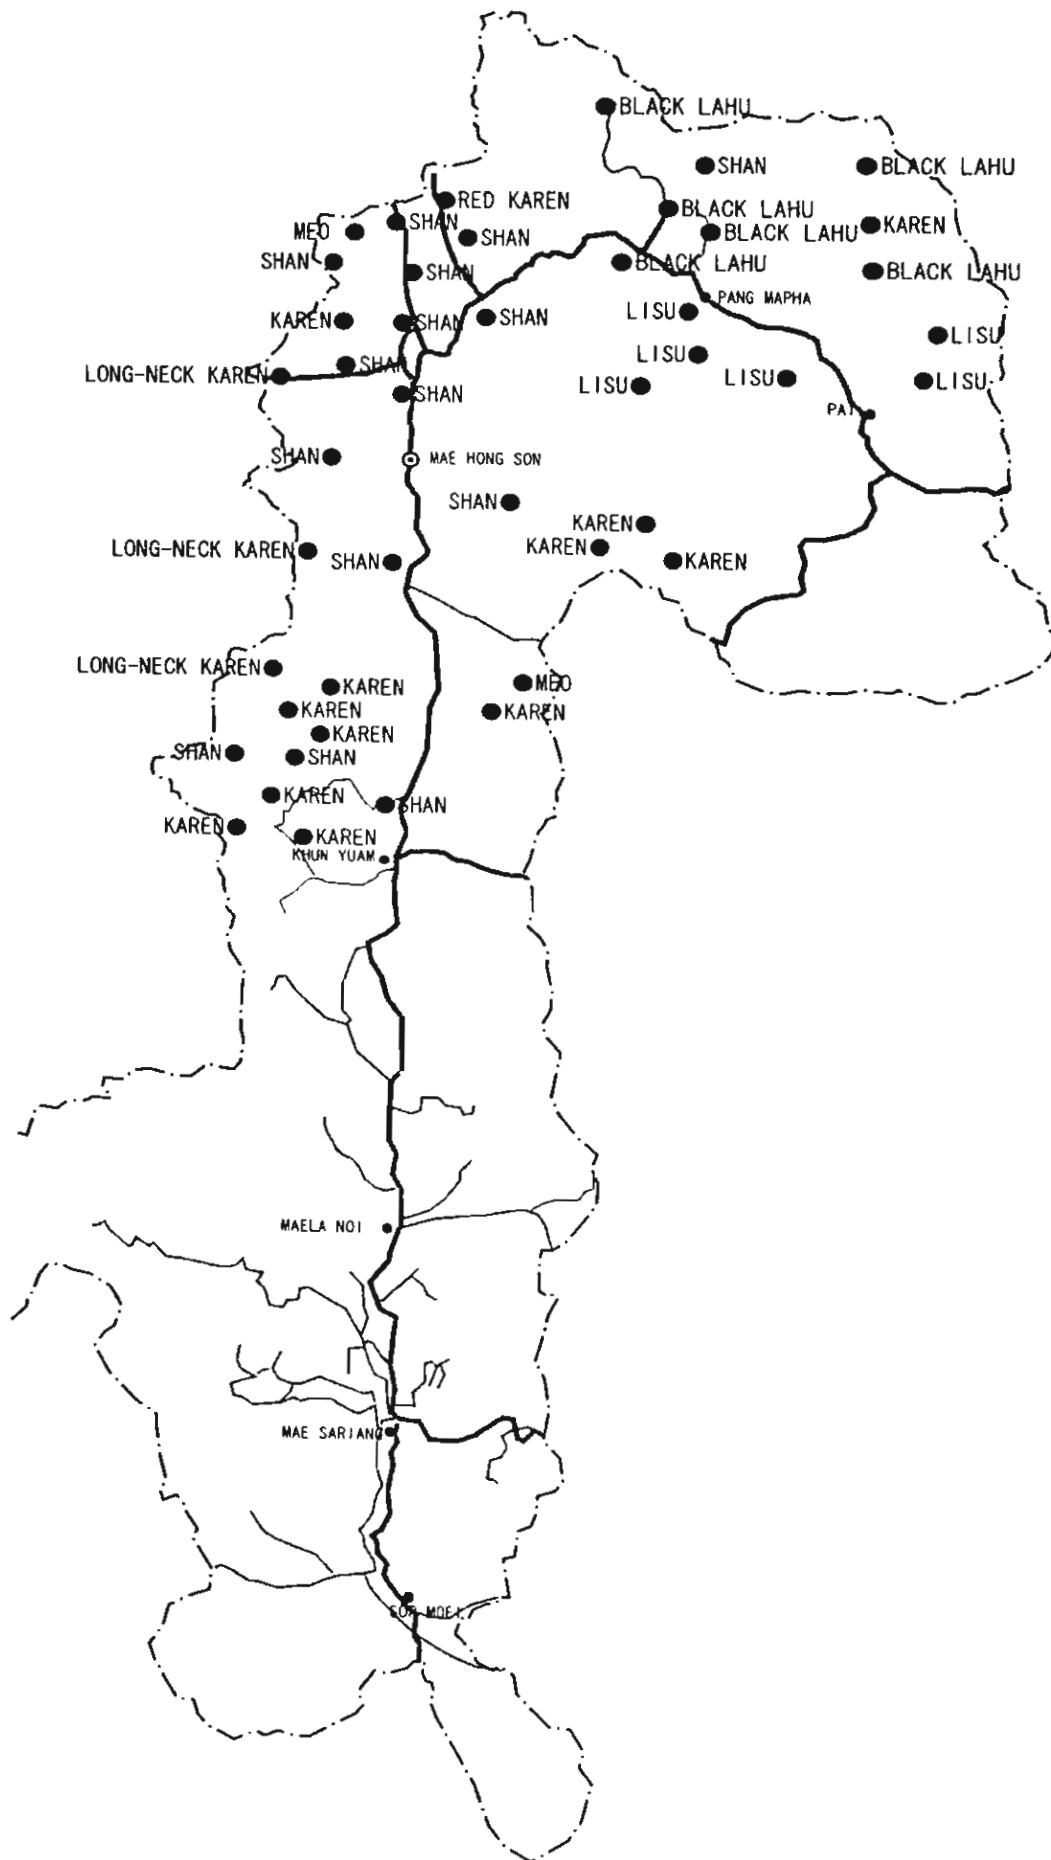 BLACK LAHU
SHAN
BLACK LAHU
RED KAREN
BLACK LAHU
SHAN
KAREN
MEO
BLACK LAHU
SHAN
SHAN
BLACK LAHU
SHAN
BLACK LAHU
PANG MAPHA
LISU
KAREN
SHAN
SHAN
LISU
LISU
SHAN
LONG-NECK KAREN
LISU
LISU
LISU
SHAN
PAI
SHAN
MAE HONG SON
SHAN
KAREN
KAREN
LONG-NECK KAREN
SHAN
KAREN
LONG-NECK KAREN
KAREN
MEO
KAREN
KAREN
KAREN
SHAN
SHAN
KAREN
SHAN
KAREN
KAREN
KHUN YUAM
MAELA NOI
MAE SARIANG
SOP MOEI